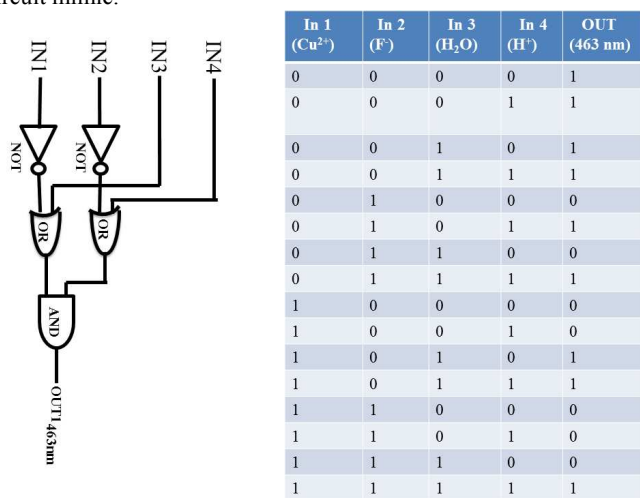 cuit mimic.
IN1 IN2 IN3 IN4
NOT NOT
OR OR
AND
OUT1463nm
In 1 (Cu²⁺) In 2 (F-) In 3 (H₂O) In 4 (H⁺) OUT (463 nm)
0 0 0 0 1
0 0 0 1 1
0 0 1 0 1
0 0 1 1 1
0 1 0 0 0
0 1 0 1 1
0 1 1 0 0
0 1 1 1 1
1 0 0 0 0
1 0 0 1 0
1 0 1 0 1
1 0 1 1 1
1 1 0 0 0
1 1 0 1 0
1 1 1 0 0
1 1 1 1 1